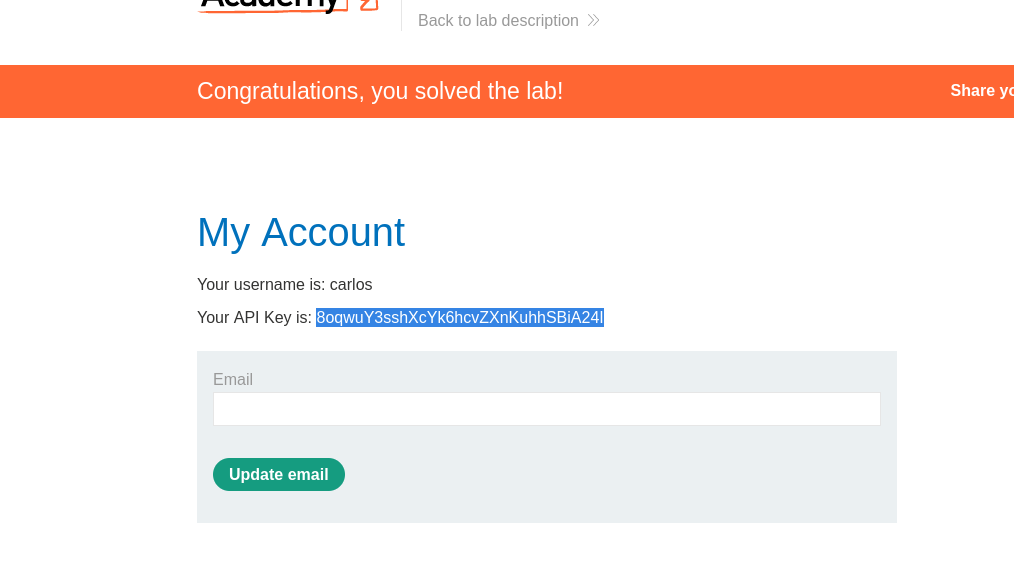 Academy
Back to lab description
Congratulations, you solved the lab!
Share yo
My Account
Your username is: carlos
Your API Key is: 8oqwuY3sshXcYk6hcvZXnKuhhSBiA24I
Email
Update email